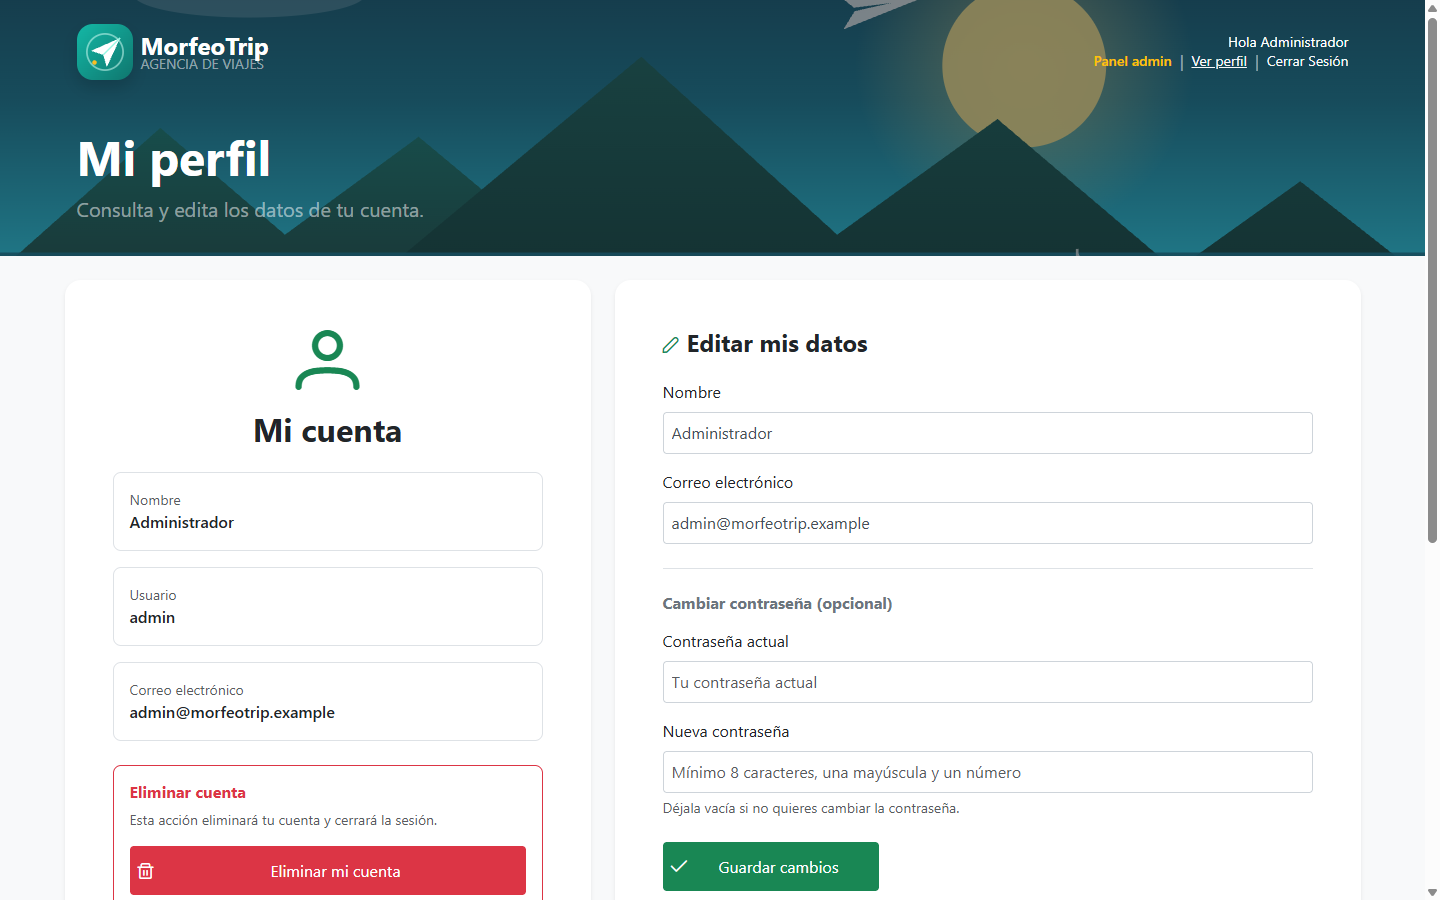 MorfeoTrip
AGENCIA DE VIAJES
Hola Administrador
Panel admin | Ver perfil | Cerrar Sesión
Mi perfil
Consulta y edita los datos de tu cuenta.
Mi cuenta
Nombre
Administrador
Usuario
admin
Correo electrónico
admin@morfeotrip.example
Eliminar cuenta
Esta acción eliminará tu cuenta y cerrará la sesión.
Eliminar mi cuenta
Editar mis datos
Nombre
Administrador
Correo electrónico
admin@morfeotrip.example
Cambiar contraseña (opcional)
Contraseña actual
Tu contraseña actual
Nueva contraseña
Mínimo 8 caracteres, una mayúscula y un número
Déjala vacía si no quieres cambiar la contraseña.
Guardar cambios